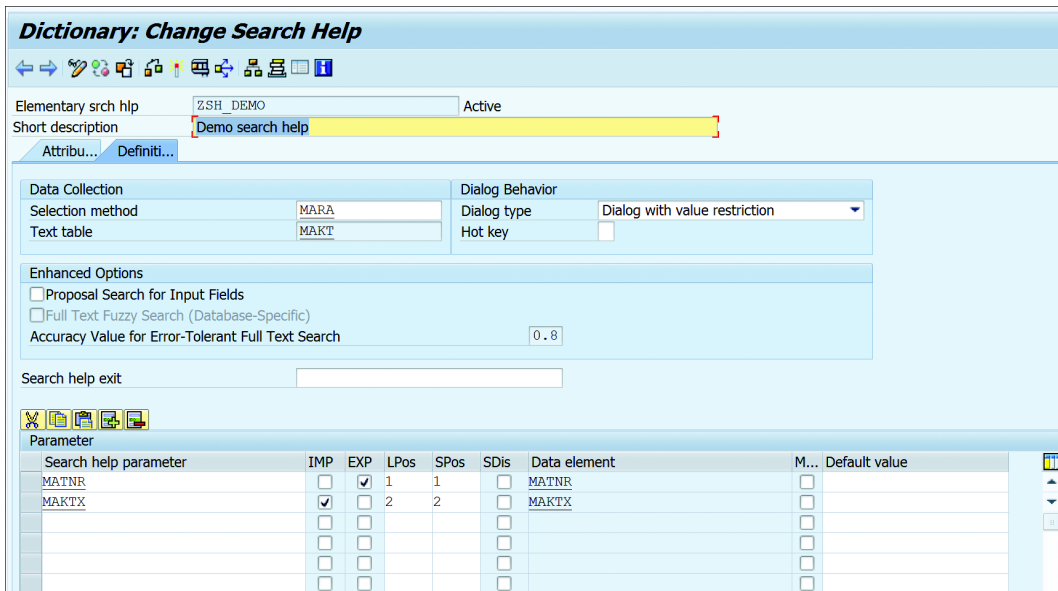 Dictionary: Change Search Help
Elementary srch hlp ZSH_DEMO Active
Short description Demo search help
Attribu... Definiti...
Data Collection Dialog Behavior
Selection method MARA Dialog type Dialog with value restriction
Text table MAKT Hot key
Enhanced Options
Proposal Search for Input Fields
Full Text Fuzzy Search (Database-Specific)
Accuracy Value for Error-Tolerant Full Text Search 0.8
Search help exit
Parameter
Search help parameter IMP EXP LPos SPos SDis Data element M... Default value
MATNR 1 1 MATNR
MAKTX 2 2 MAKTX